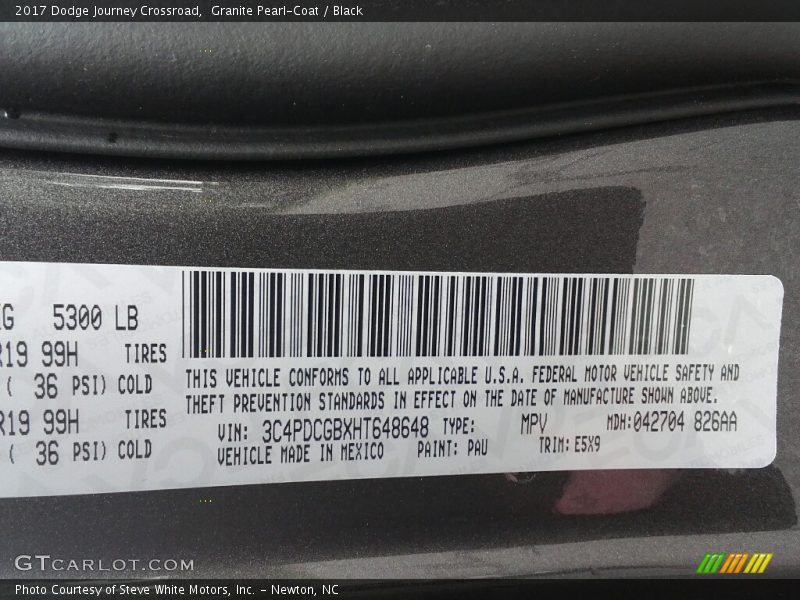 2017 Dodge Journey Crossroad,  Granite Pearl-Coat / Black
5300 LB
R19 99H TIRES
( 36 PSI) COLD
R19 99H TIRES
( 36 PSI) COLD
THIS VEHICLE CONFORMS TO ALL APPLICABLE U.S.A. FEDERAL MOTOR VEHICLE SAFETY AND
THEFT PREVENTION STANDARDS IN EFFECT ON THE DATE OF MANUFACTURE SHOWN ABOVE.
VIN: 3C4PDCGBXHT648648 TYPE: MPV MDH:042704 826AA
VEHICLE MADE IN MEXICO PAINT: PAU TRIM: E5X9
GTCARLOT.COM
Photo Courtesy of Steve White Motors, Inc. - Newton, NC